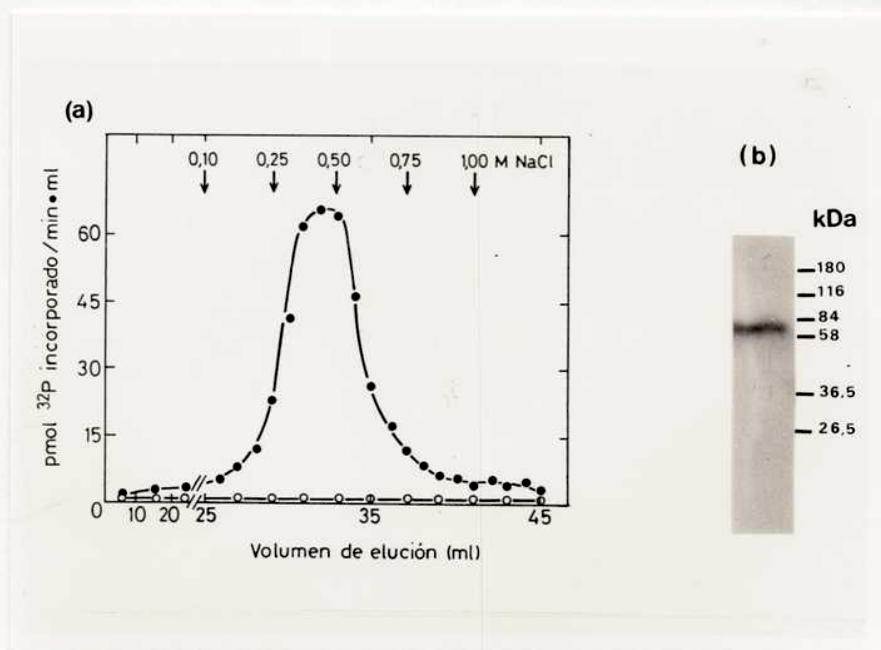 (a)
0,10 0,25 0,50 0,75 1,00 M NaCl
pmol ³²P incorporado/min•ml
60
45
30
15
0 10 20 25 35 45
Volumen de elución (ml)
(b)
kDa
180
116
84
58
36,5
26,5